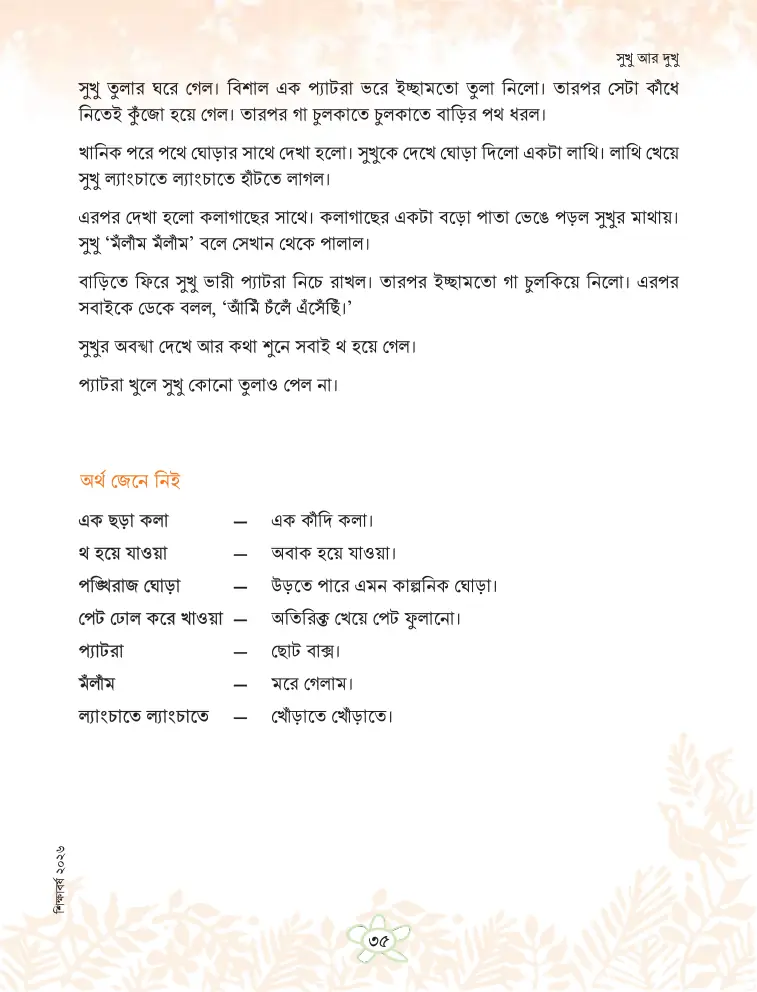 সুখু আর দুখু
সুখু তুলার ঘরে গেল। বিশাল এক প্যাটরা ভরে ইচ্ছামতো তুলা নিলো। তারপর সেটা কাঁধে
নিতেই কুঁজো হয়ে গেল। তারপর গা চুলকাতে চুলকাতে বাড়ির পথ ধরল।
খানিক পরে পথে ঘোড়ার সাথে দেখা হলো। সুখুকে দেখে ঘোড়া দিলো একটা লাথি। লাথি খেয়ে
সুখু ল্যাংচাতে ল্যাংচাতে হাঁটতে লাগল।
এরপর দেখা হলো কলাগাছের সাথে। কলাগাছের একটা বড়ো পাতা ভেঙে পড়ল সুখুর মাথায়।
সুখু ‘মঁলাঁম মঁলাঁম’ বলে সেখান থেকে পালাল।
বাড়িতে ফিরে সুখু ভারী প্যাটরা নিচে রাখল। তারপর ইচ্ছামতো গা চুলকিয়ে নিলো। এরপর
সবাইকে ডেকে বলল, ‘আঁমিঁ চঁলেঁ এঁসেঁছিঁ।’
সুখুর অবস্থা দেখে আর কথা শুনে সবাই থ হয়ে গেল।
প্যাটরা খুলে সুখু কোনো তুলাও পেল না।
অর্থ জেনে নিই
এক ছড়া কলা — এক কাঁদি কলা।
থ হয়ে যাওয়া — অবাক হয়ে যাওয়া।
পঙ্খিরাজ ঘোড়া — উড়তে পারে এমন কাল্পনিক ঘোড়া।
পেট ঢোল করে খাওয়া — অতিরিক্ত খেয়ে পেট ফুলানো।
প্যাটরা — ছোট বাক্স।
মঁলাঁম — মরে গেলাম।
ল্যাংচাতে ল্যাংচাতে — খোঁড়াতে খোঁড়াতে।
শিক্ষাবর্ষ ২০২৬
৩৫